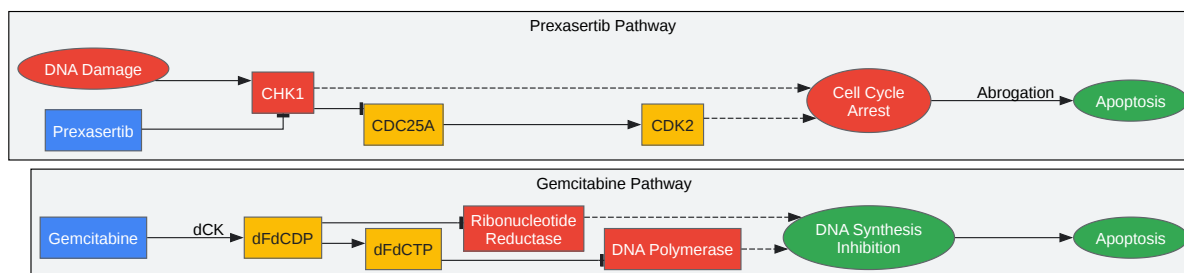 Prexasertib Pathway
DNA Damage
CHK1
Prexasertib
CDC25A
CDK2
Cell Cycle
Arrest
Abrogation
Apoptosis
Gemcitabine Pathway
Gemcitabine
dCK
dFdCDP
dFdCTP
Ribonucleotide
Reductase
DNA Polymerase
DNA Synthesis
Inhibition
Apoptosis